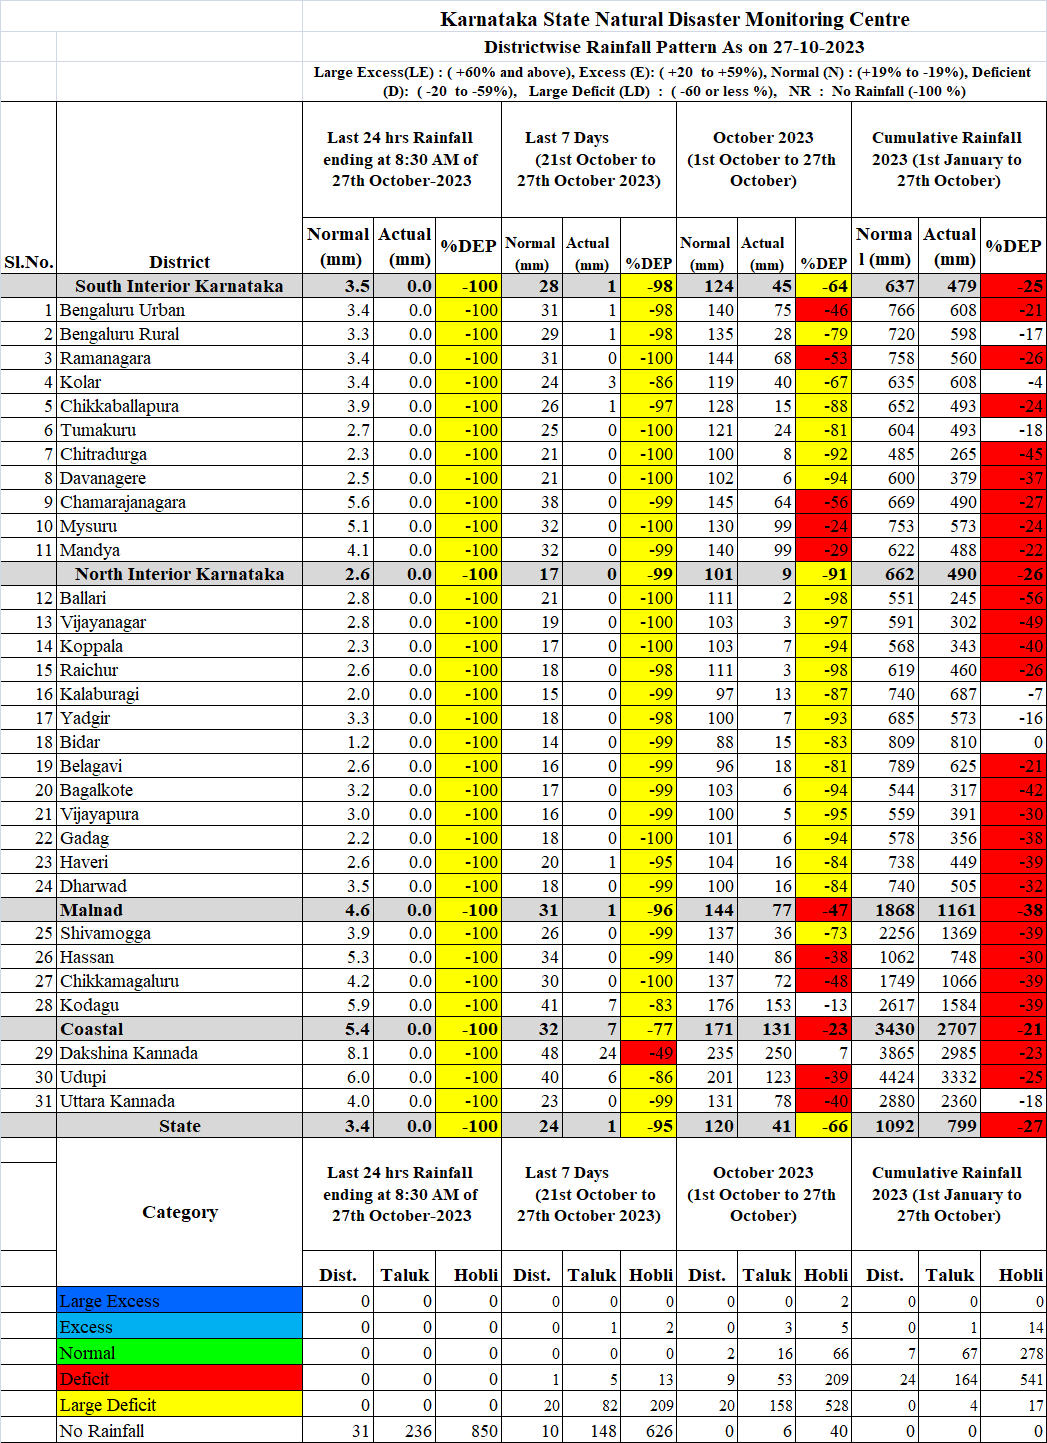 Karnataka State Natural Disaster Monitoring Centre
Districtwise Rainfall Pattern As on 27-10-2023
Large Excess(LE) : ( +60% and above), Excess (E): ( +20 to +59%), Normal (N) : (+19% to -19%), Deficient
(D): ( -20 to -59%), Large Deficit (LD) : ( -60 or less %), NR : No Rainfall (-100 %)
Sl.No. District
Last 24 hrs Rainfall
ending at 8:30 AM of
27th October-2023
Last 7 Days
(21st October to
27th October 2023)
October 2023
(1st October to 27th
October)
Cumulative Rainfall
2023 (1st January to
27th October)
Normal (mm) Actual (mm) %DEP Normal (mm) Actual (mm) %DEP Normal (mm) Actual (mm) %DEP Norma l (mm) Actual (mm) %DEP
South Interior Karnataka 3.5 0.0 -100 28 1 -98 124 45 -64 637 479 -25
1 Bengaluru Urban 3.4 0.0 -100 31 1 -98 140 75 -46 766 608 -21
2 Bengaluru Rural 3.3 0.0 -100 29 1 -98 135 28 -79 720 598 -17
3 Ramanagara 3.4 0.0 -100 31 0 -100 144 68 -53 758 560 -26
4 Kolar 3.4 0.0 -100 24 3 -86 119 40 -67 635 608 -4
5 Chikkaballapura 3.9 0.0 -100 26 1 -97 128 15 -88 652 493 -24
6 Tumakuru 2.7 0.0 -100 25 0 -100 121 24 -81 604 493 -18
7 Chitradurga 2.3 0.0 -100 21 0 -100 100 8 -92 485 265 -45
8 Davanagere 2.5 0.0 -100 21 0 -100 102 6 -94 600 379 -37
9 Chamarajanagara 5.6 0.0 -100 38 0 -99 145 64 -56 669 490 -27
10 Mysuru 5.1 0.0 -100 32 0 -100 130 99 -24 753 573 -24
11 Mandya 4.1 0.0 -100 32 0 -99 140 99 -29 622 488 -22
North Interior Karnataka 2.6 0.0 -100 17 0 -99 101 9 -91 662 490 -26
12 Ballari 2.8 0.0 -100 21 0 -100 111 2 -98 551 245 -56
13 Vijayanagar 2.8 0.0 -100 19 0 -100 103 3 -97 591 302 -49
14 Koppala 2.3 0.0 -100 17 0 -100 103 7 -94 568 343 -40
15 Raichur 2.6 0.0 -100 18 0 -98 111 3 -98 619 460 -26
16 Kalaburagi 2.0 0.0 -100 15 0 -99 97 13 -87 740 687 -7
17 Yadgir 3.3 0.0 -100 18 0 -98 100 7 -93 685 573 -16
18 Bidar 1.2 0.0 -100 14 0 -99 88 15 -83 809 810 0
19 Belagavi 2.6 0.0 -100 16 0 -99 96 18 -81 789 625 -21
20 Bagalkote 3.2 0.0 -100 17 0 -99 103 6 -94 544 317 -42
21 Vijayapura 3.0 0.0 -100 16 0 -99 100 5 -95 559 391 -30
22 Gadag 2.2 0.0 -100 18 0 -100 101 6 -94 578 356 -38
23 Haveri 2.6 0.0 -100 20 1 -95 104 16 -84 738 449 -39
24 Dharwad 3.5 0.0 -100 18 0 -99 100 16 -84 740 505 -32
Malnad 4.6 0.0 -100 31 1 -96 144 77 -47 1868 1161 -38
25 Shivamogga 3.9 0.0 -100 26 0 -99 137 36 -73 2256 1369 -39
26 Hassan 5.3 0.0 -100 34 0 -99 140 86 -38 1062 748 -30
27 Chikkamagaluru 4.2 0.0 -100 30 0 -100 137 72 -48 1749 1066 -39
28 Kodagu 5.9 0.0 -100 41 7 -83 176 153 -13 2617 1584 -39
Coastal 5.4 0.0 -100 32 7 -77 171 131 -23 3430 2707 -21
29 Dakshina Kannada 8.1 0.0 -100 48 24 -49 235 250 7 3865 2985 -23
30 Udupi 6.0 0.0 -100 40 6 -86 201 123 -39 4424 3332 -25
31 Uttara Kannada 4.0 0.0 -100 23 0 -99 131 78 -40 2880 2360 -18
State 3.4 0.0 -100 24 1 -95 120 41 -66 1092 799 -27
Category
Last 24 hrs Rainfall
ending at 8:30 AM of
27th October-2023
Last 7 Days
(21st October to
27th October 2023)
October 2023
(1st October to 27th
October)
Cumulative Rainfall
2023 (1st January to
27th October)
Dist. Taluk Hobli Dist. Taluk Hobli Dist. Taluk Hobli Dist. Taluk Hobli
Large Excess 0 0 0 0 0 0 0 0 2 0 0 0
Excess 0 0 0 0 1 2 0 3 5 0 1 14
Normal 0 0 0 0 0 0 2 16 66 7 67 278
Deficit 0 0 0 1 5 13 9 53 209 24 164 541
Large Deficit 0 0 0 20 82 209 20 158 528 0 4 17
No Rainfall 31 236 850 10 148 626 0 6 40 0 0 0